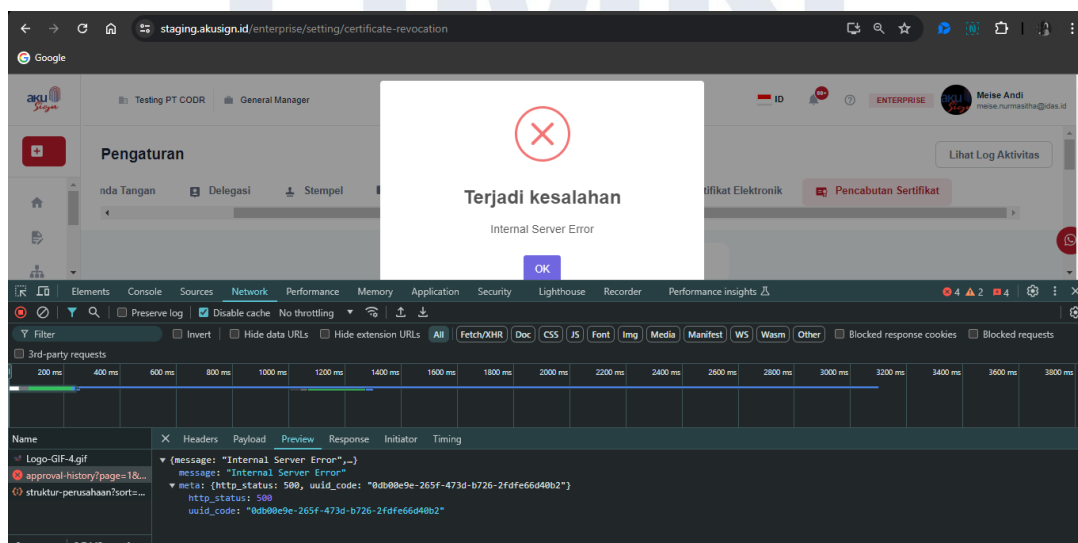 staging.akusign.id/enterprise/setting/certificate-revocation
Google
aku Sign
Testing PT CODR General Manager
ID
ENTERPRISE
Meise Andi
meise.nurmasitha@idas.id
Pengaturan
Lihat Log Aktivitas
nda Tangan Delegasi Stempel
tifikat Elektronik Pencabutan Sertifikat
Terjadi kesalahan
Internal Server Error
OK
Elements Console Sources Network Performance Memory Application Security Lighthouse Recorder Performance insights 4 2 4
Preserve log Disable cache No throttling
Filter Invert Hide data URLs Hide extension URLs All Fetch/XHR Doc CSS JS Font Img Media Manifest WS Wasm Other Blocked response cookies Blocked requests
3rd-party requests
200 ms 400 ms 600 ms 800 ms 1000 ms 1200 ms 1400 ms 1600 ms 1800 ms 2000 ms 2200 ms 2400 ms 2600 ms 2800 ms 3000 ms 3200 ms 3400 ms 3600 ms 3800 ms
Name Headers Payload Preview Response Initiator Timing
Logo-GIF-4.gif
approval-history?page=1&...
struktur-perusahaan?sort=...
{message: "Internal Server Error",…}
message: "Internal Server Error"
meta: {http_status: 500, uuid_code: "0db00e9e-265f-473d-b726-2fdfe66d40b2"}
http_status: 500
uuid_code: "0db00e9e-265f-473d-b726-2fdfe66d40b2"